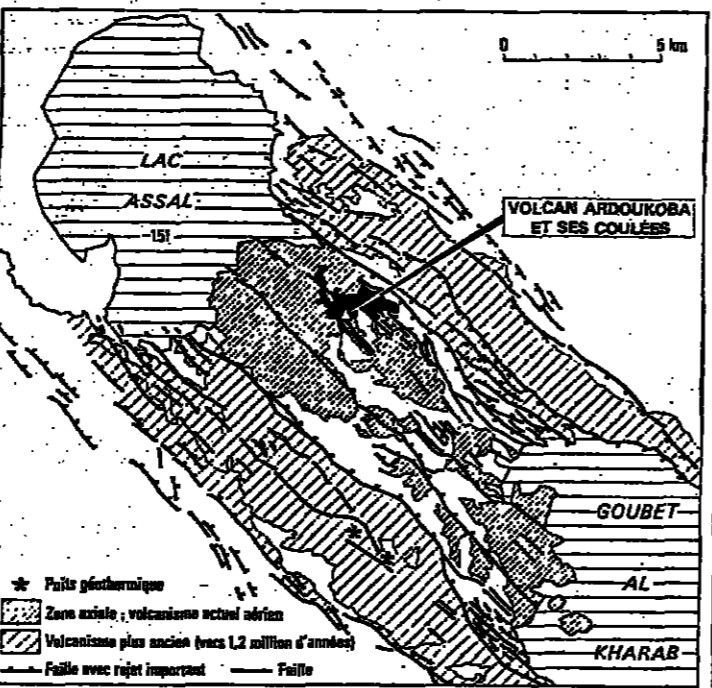 0 5 km
LAC
ASSAL
VOLCAN ARDOUKOBA
ET SES COULÉES
GOUBET
AL
KHARAB
Puits géothermique
Zone axiale : volcanisme actuel aérien
Volcanisme plus ancien (vers 1,2 million d'années)
Faille avec rejet important Faille